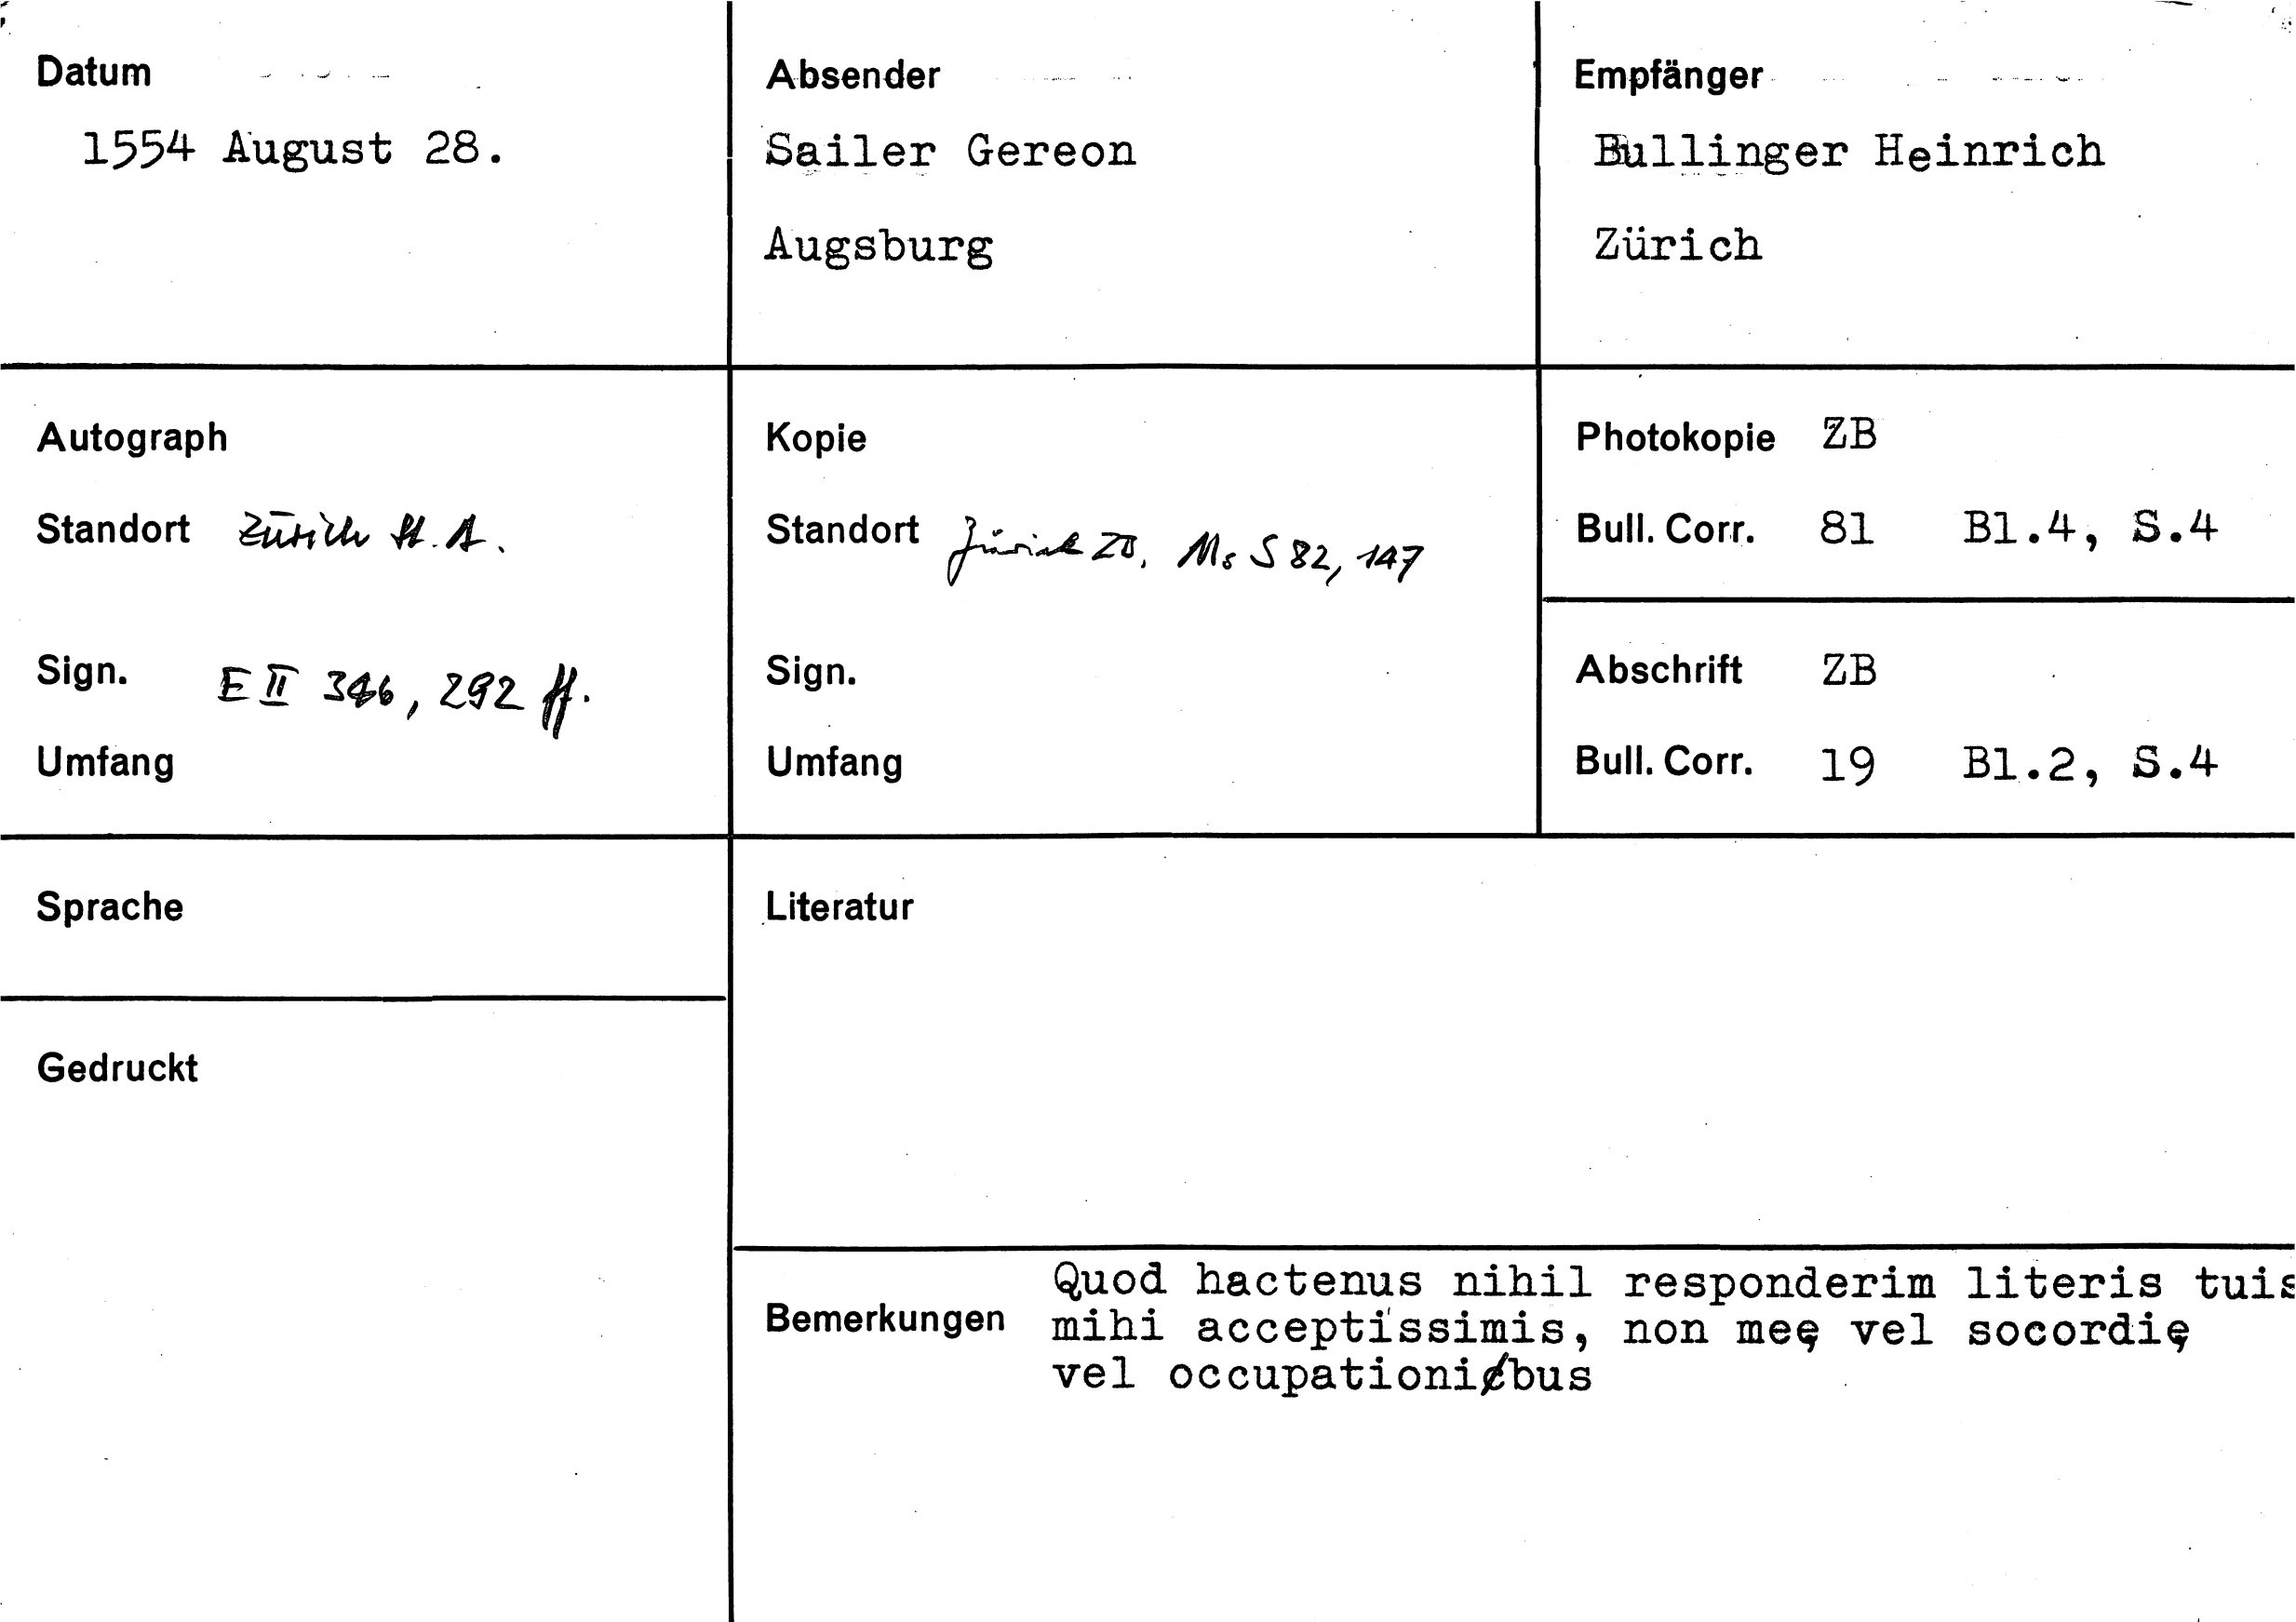 Datum
1554 August 28.
Absender
Sailer Gereon
Augsburg
Empfänger
Bullinger Heinrich
Zürich
Autograph
Standort Zürich St. A.
Sign. E II 346, 292 ff.
Umfang
Kopie
Standort Zürich ZB, Ms S 82, 147
Sign.
Umfang
Photokopie ZB
Bull. Corr. 81 Bl.4, S.4
Abschrift ZB
Bull. Corr. 19 Bl.2, S.4
Sprache
Gedruckt
Literatur
Bemerkungen
Quod hactenus nihil responderim literis tuis
mihi acceptissimis, non meę vel socordię
vel occupationibus